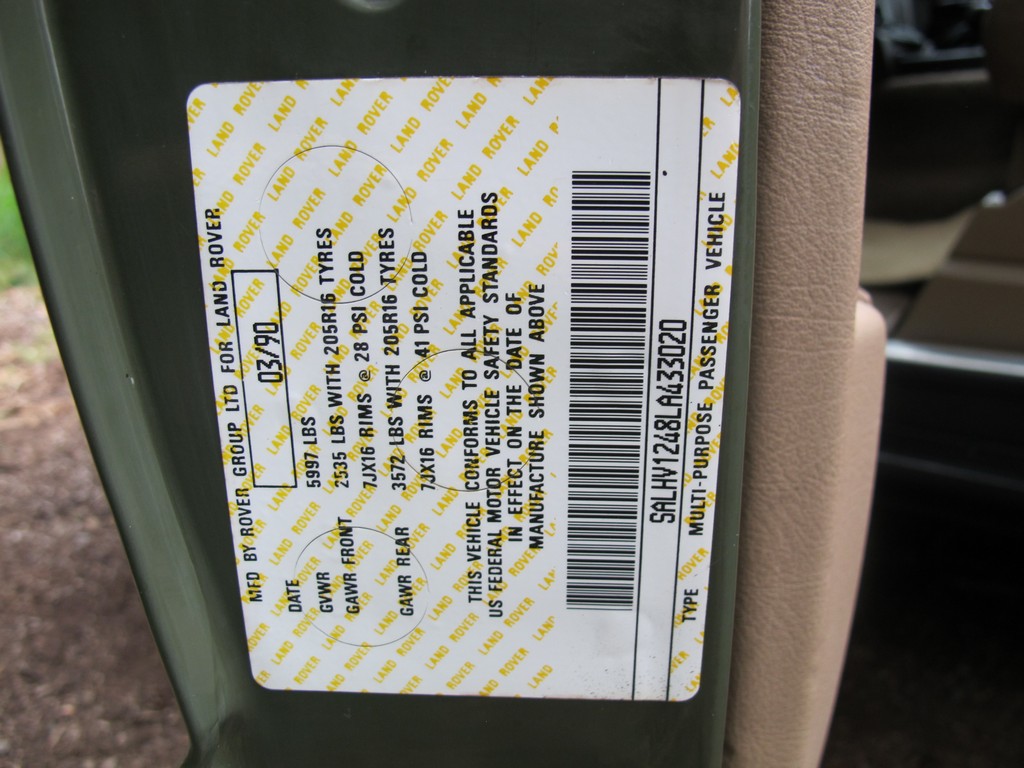 MFD BY ROVER GROUP LTD FOR LAND ROVER
DATE 03/90
GVWR 5997 LBS
GAWR FRONT 2535 LBS WITH 205R16 TYRES
7JX16 RIMS @ 28 PSI COLD
GAWR REAR 3572 LBS WITH 205R16 TYRES
7JX16 RIMS @ 41 PSI COLD
THIS VEHICLE CONFORMS TO ALL APPLICABLE
US FEDERAL MOTOR VEHICLE SAFETY STANDARDS
IN EFFECT ON THE DATE OF
MANUFACTURE SHOWN ABOVE
SALHV1248LA433020
TYPE MULTI-PURPOSE PASSENGER VEHICLE
LAND ROVER